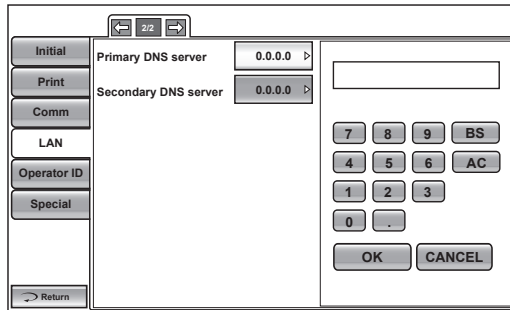 2/2
Initial
Print
Comm
LAN
Operator ID
Special
Return
Primary DNS server 0.0.0.0
Secondary DNS server 0.0.0.0
7 8 9 BS
4 5 6 AC
1 2 3
0 .
OK CANCEL